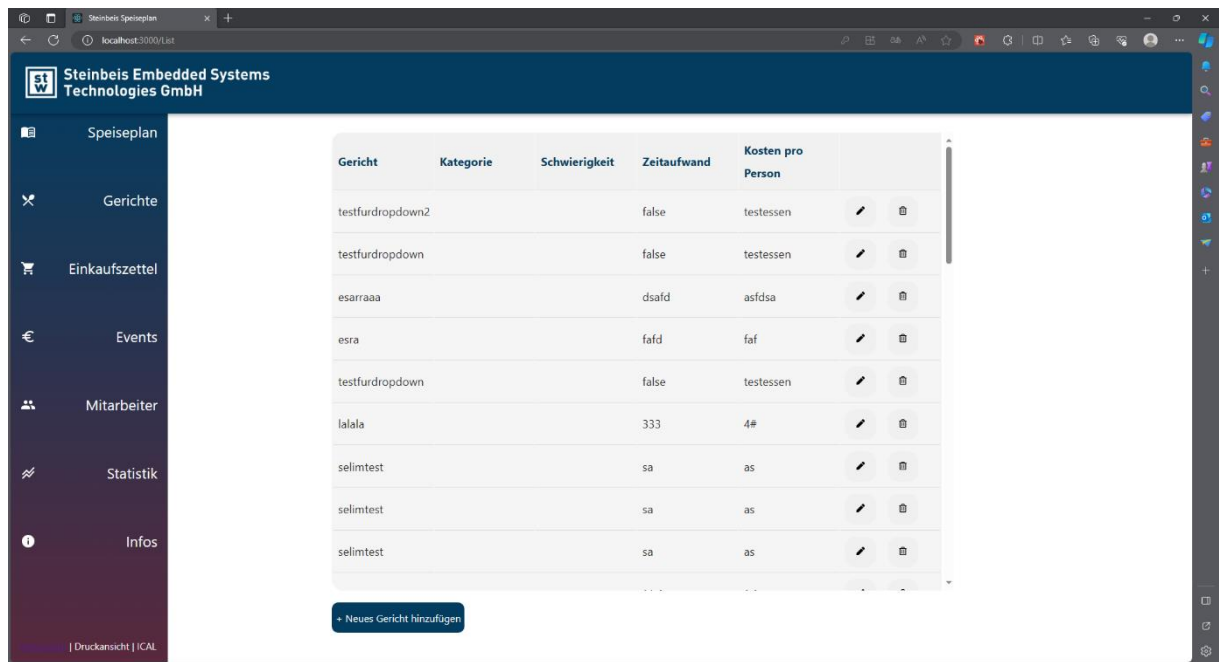 Steinbeis Speiseplan
localhost:3000/List
st
w
Steinbeis Embedded Systems
Technologies GmbH
Speiseplan
Gerichte
Einkaufszettel
Events
Mitarbeiter
Statistik
Infos
| Druckansicht | ICAL
Gericht Kategorie Schwierigkeit Zeitaufwand Kosten pro Person
testfurdropdown2 false testessen
testfurdropdown false testessen
esarraaa dsafd asfdsa
esra fafd faf
testfurdropdown false testessen
lalala 333 4#
selimtest sa as
selimtest sa as
selimtest sa as
+ Neues Gericht hinzufügen